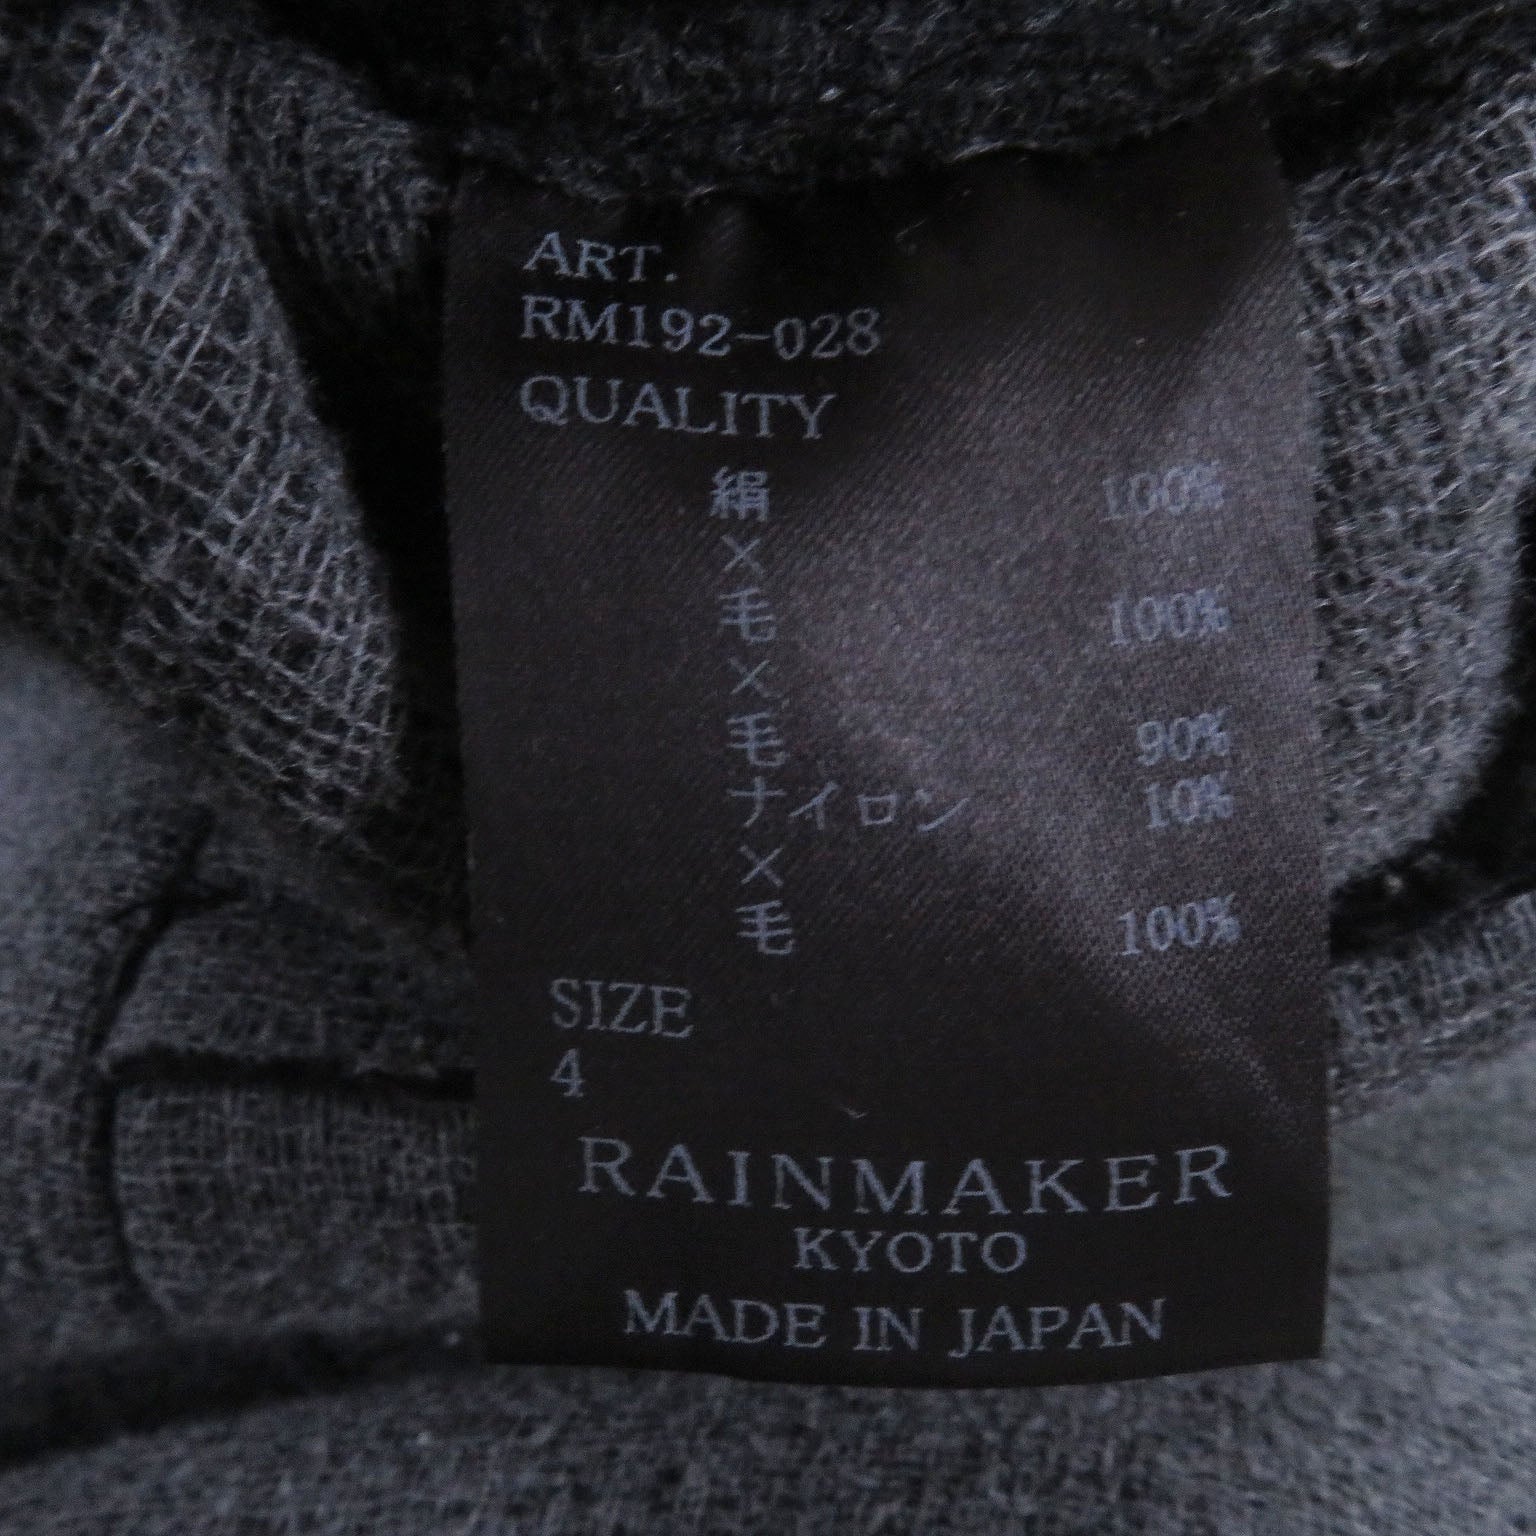 ART.
RM192-028
QUALITY
絹 100%
×
毛 100%
×
毛 90%
ナイロン 10%
×
毛 100%
SIZE
4
RAINMAKER
KYOTO
MADE IN JAPAN